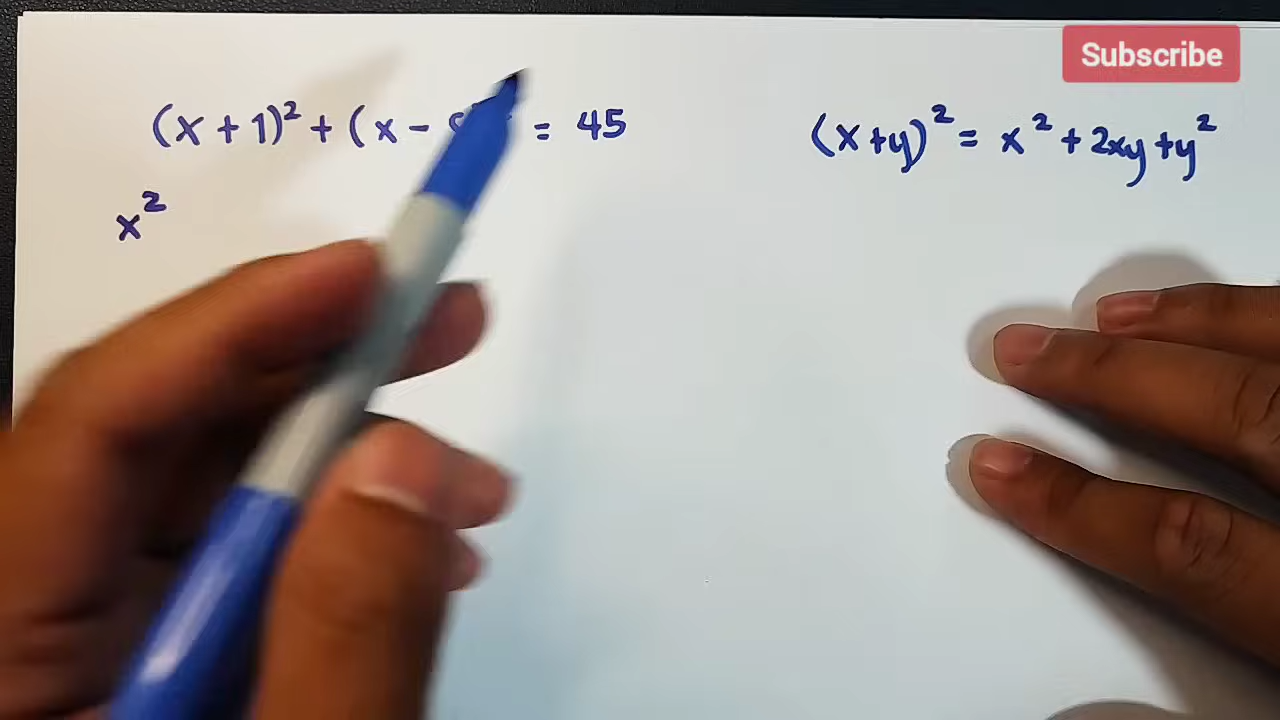 Subscribe
(x + 1)² + (x − = 45
(x + y)² = x² + 2xy + y²
x²